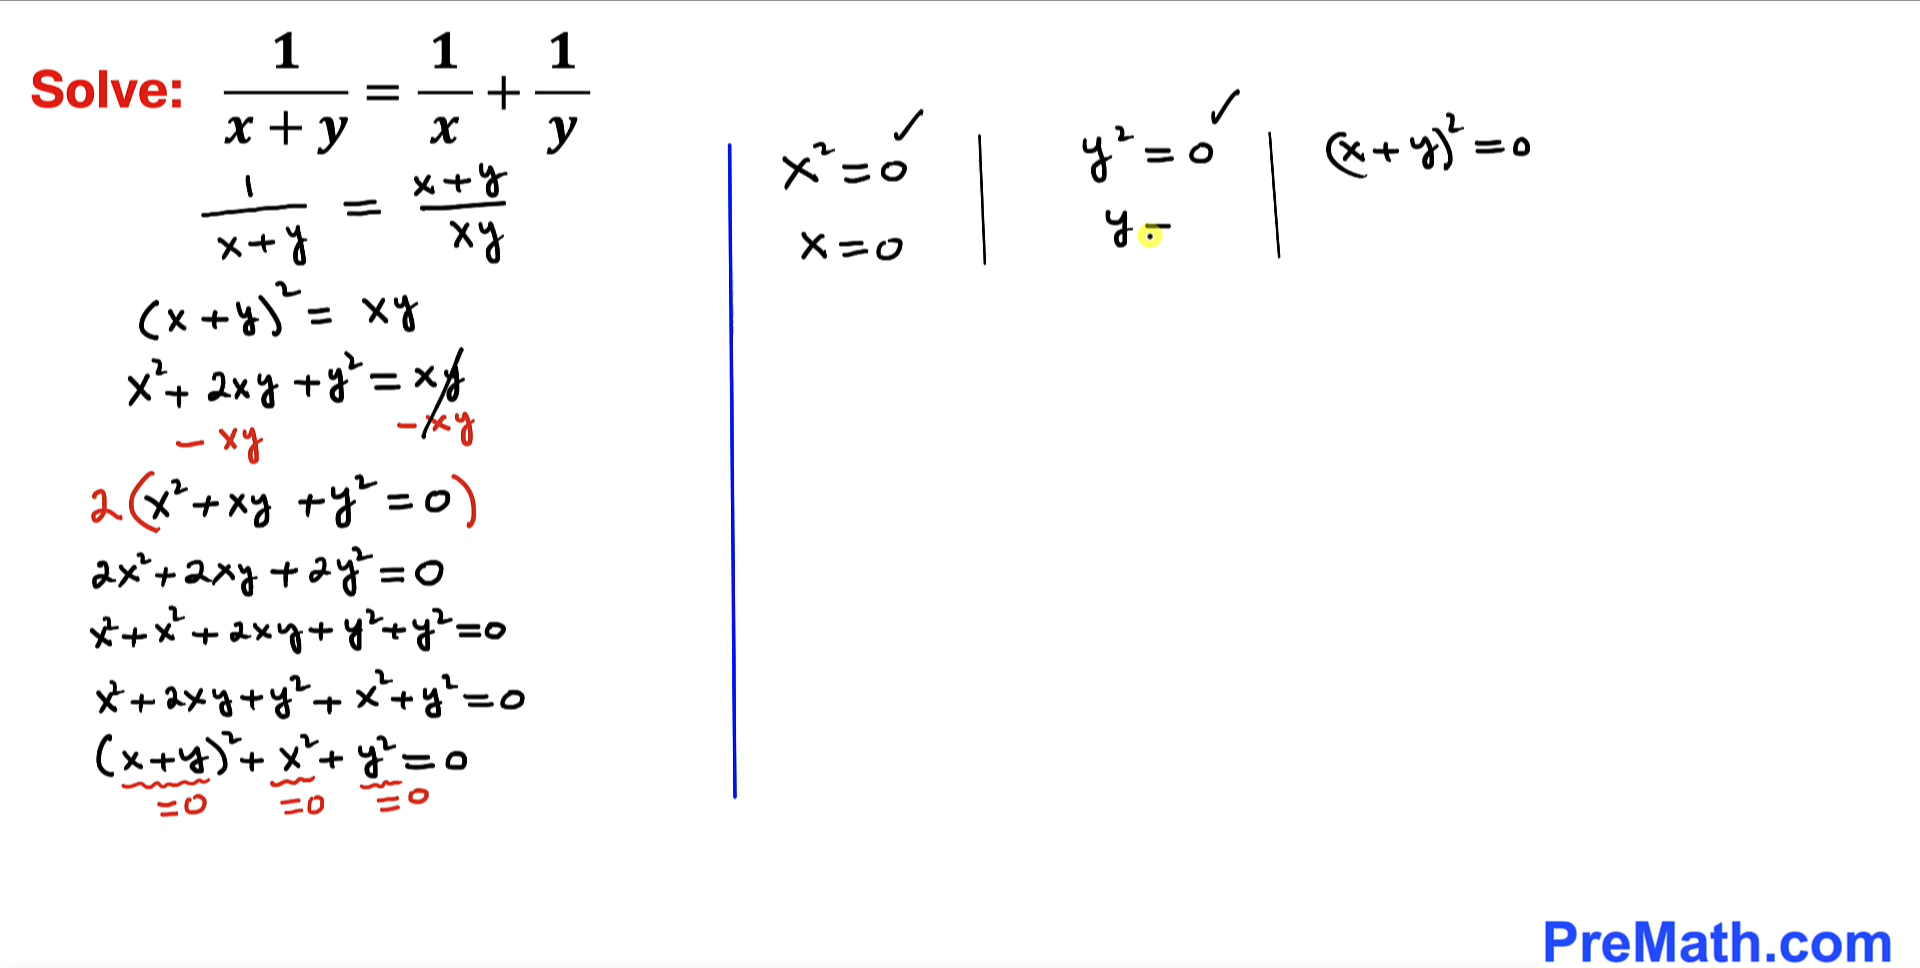 Solve: 1/(x + y) = 1/x + 1/y
1/(x+y) = (x+y)/(xy)
(x+y)² = xy
x² + 2xy + y² = xy
- xy - xy
2(x² + xy + y² = 0)
2x² + 2xy + 2y² = 0
x² + x² + 2xy + y² + y² = 0
x² + 2xy + y² + x² + y² = 0
(x+y)² + x² + y² = 0
=0 =0 =0
x² = 0 ✓
x = 0
y² = 0 ✓
y =
(x+y)² = 0
PreMath.com